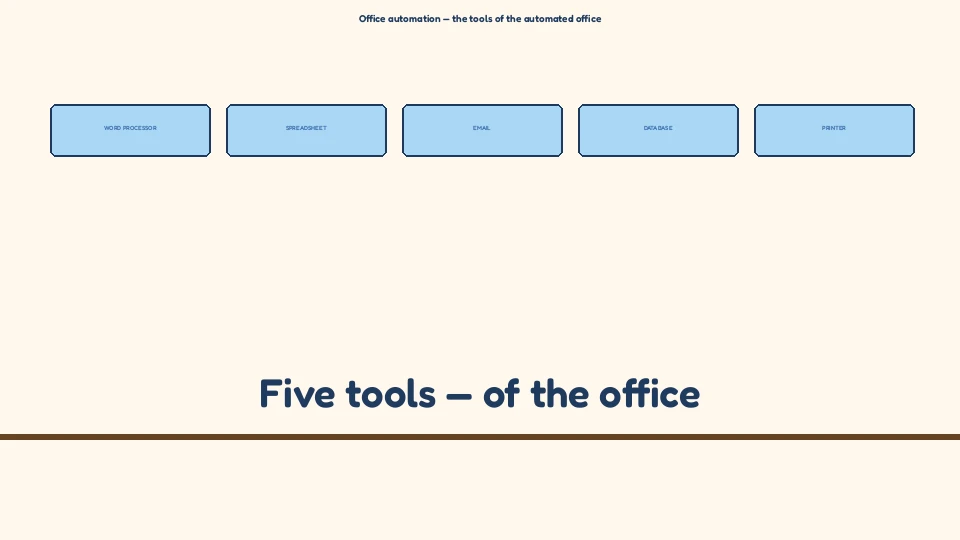 Office automation — the tools of the automated office
WORD PROCESSOR
SPREADSHEET
EMAIL
DATABASE
PRINTER
Five tools — of the office